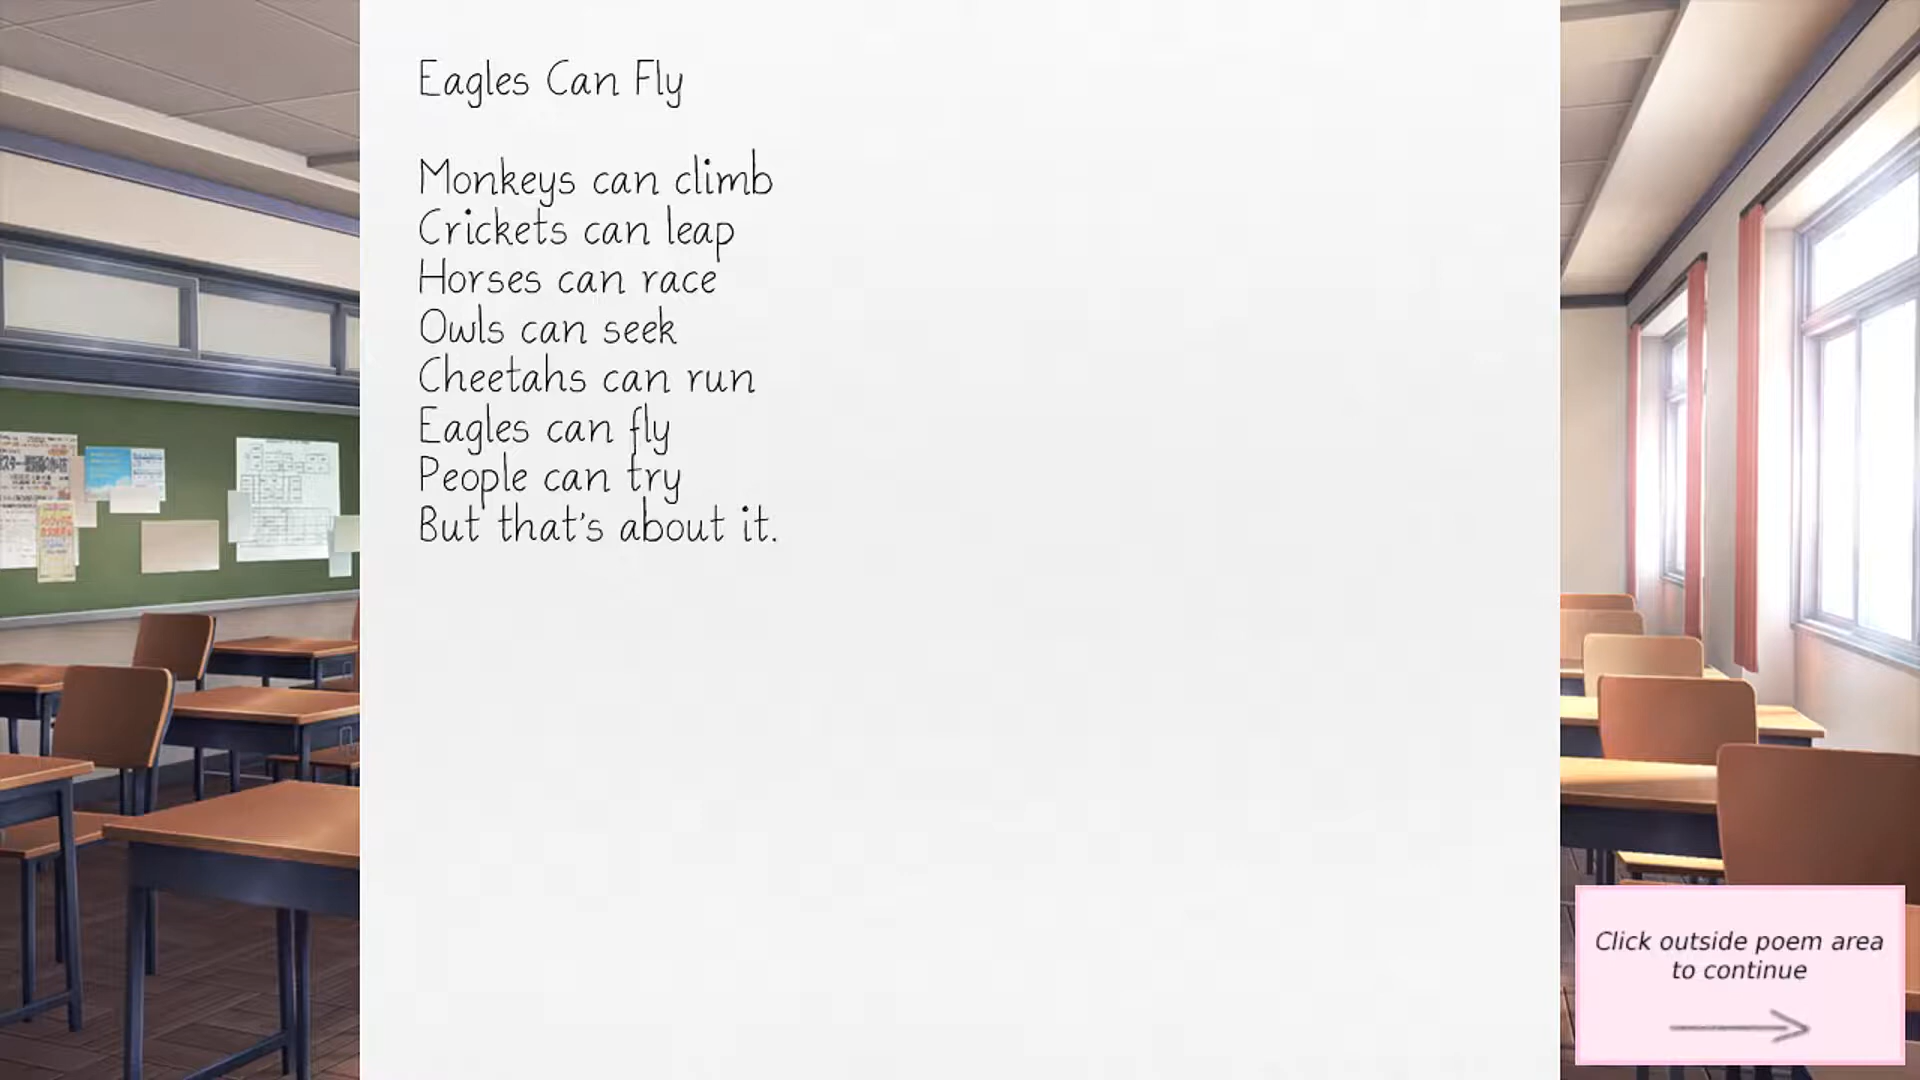 Eagles Can Fly
Monkeys can climb
Crickets can leap
Horses can race
Owls can seek
Cheetahs can run
Eagles can fly
People can try
But that's about it.
Click outside poem area
to continue